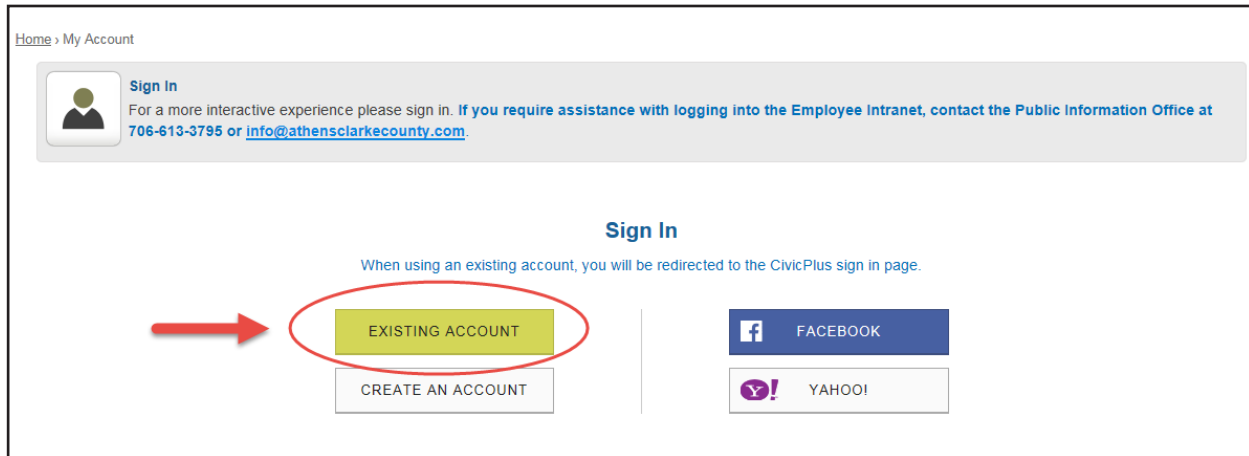 Home › My Account
Sign In
For a more interactive experience please sign in. If you require assistance with logging into the Employee Intranet, contact the Public Information Office at
706-613-3795 or info@athensclarkecounty.com.
Sign In
When using an existing account, you will be redirected to the CivicPlus sign in page.
EXISTING ACCOUNT
FACEBOOK
CREATE AN ACCOUNT
YAHOO!